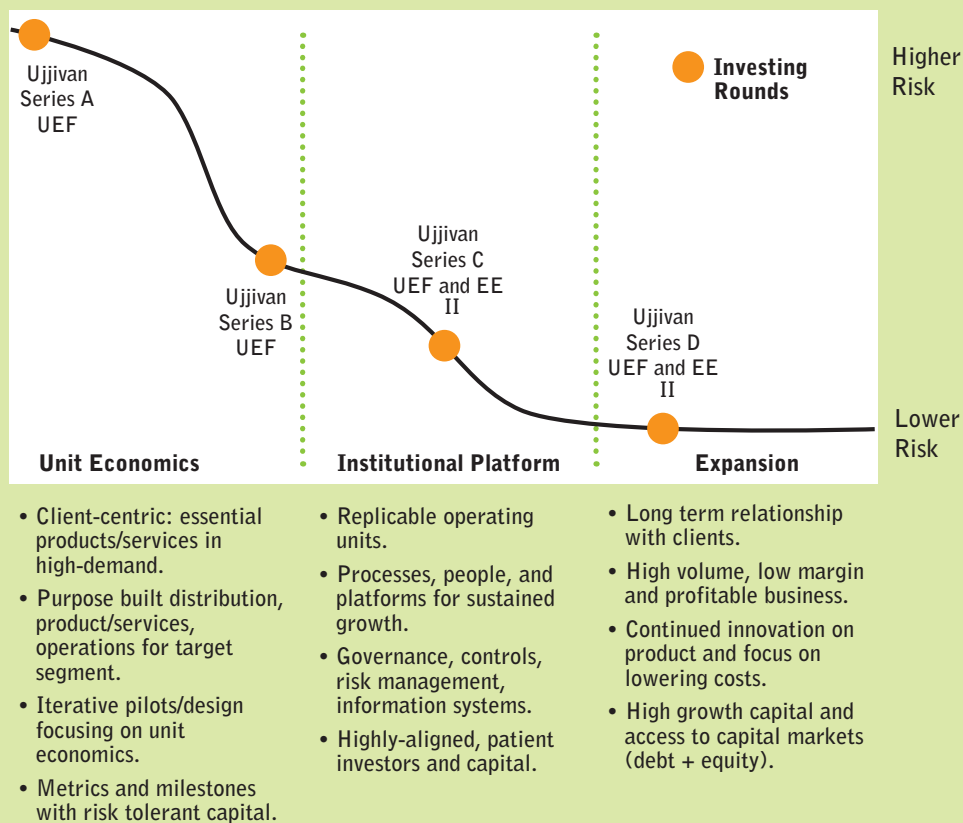 Ujjivan
Series A
UEF
Investing
Rounds
Higher
Risk
Ujjivan
Series B
UEF
Ujjivan
Series C
UEF and EE
II
Ujjivan
Series D
UEF and EE
II
Lower
Risk
Unit Economics
Institutional Platform
Expansion
• Client-centric: essential
products/services in
high-demand.
• Purpose built distribution,
product/services,
operations for target
segment.
• Iterative pilots/design
focusing on unit
economics.
• Metrics and milestones
with risk tolerant capital.
• Replicable operating
units.
• Processes, people, and
platforms for sustained
growth.
• Governance, controls,
risk management,
information systems.
• Highly-aligned, patient
investors and capital.
• Long term relationship
with clients.
• High volume, low margin
and profitable business.
• Continued innovation on
product and focus on
lowering costs.
• High growth capital and
access to capital markets
(debt + equity).